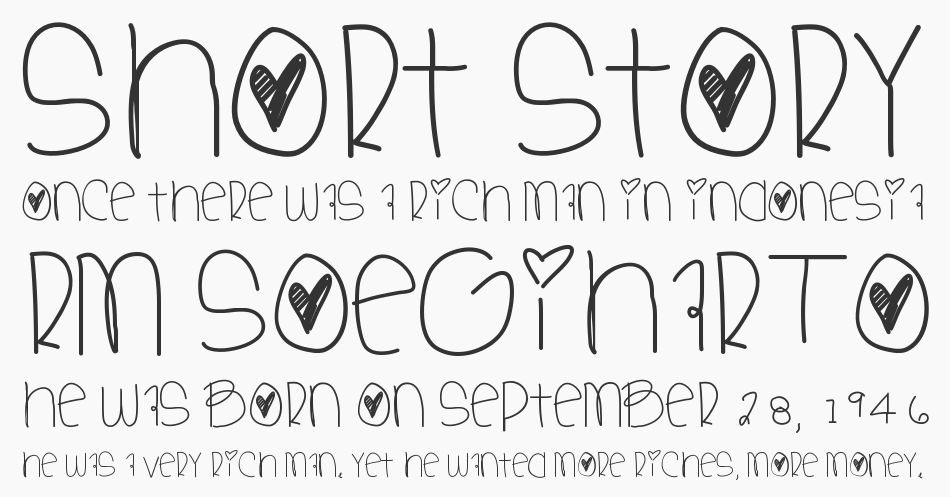 Short Story
once there was a rich man in indonesia
RM Soeginarto
he was born on september 28, 1946
he was a very rich man. yet he wanted more riches, more money.